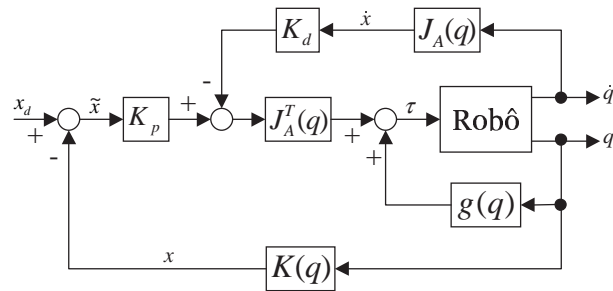 K_d
ẋ
J_A(q)
-
x_d
+
-
x̃
K_p
+
J_A^T(q)
+
+
τ
Robô
q̇
q
g(q)
x
K(q)